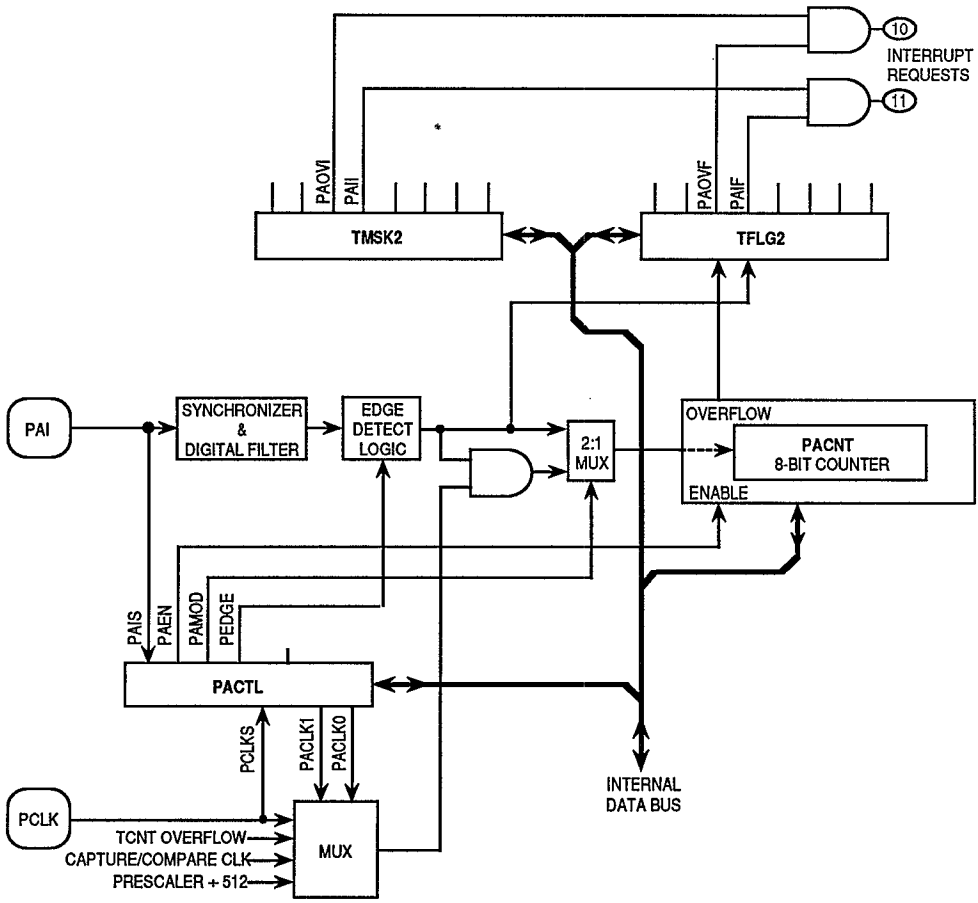 10
INTERRUPT
REQUESTS
11
PAOVI
PAII
PAOVF
PAIF
TMSK2
TFLG2
PAI
SYNCHRONIZER
&
DIGITAL FILTER
EDGE
DETECT
LOGIC
2:1
MUX
OVERFLOW
PACNT
8-BIT COUNTER
ENABLE
PAIS
PAEN
PAMOD
PEDGE
PACTL
PCLKS
PACLK1
PACLK0
INTERNAL
DATA BUS
PCLK
TCNT OVERFLOW
CAPTURE/COMPARE CLK
PRESCALER ÷ 512
MUX